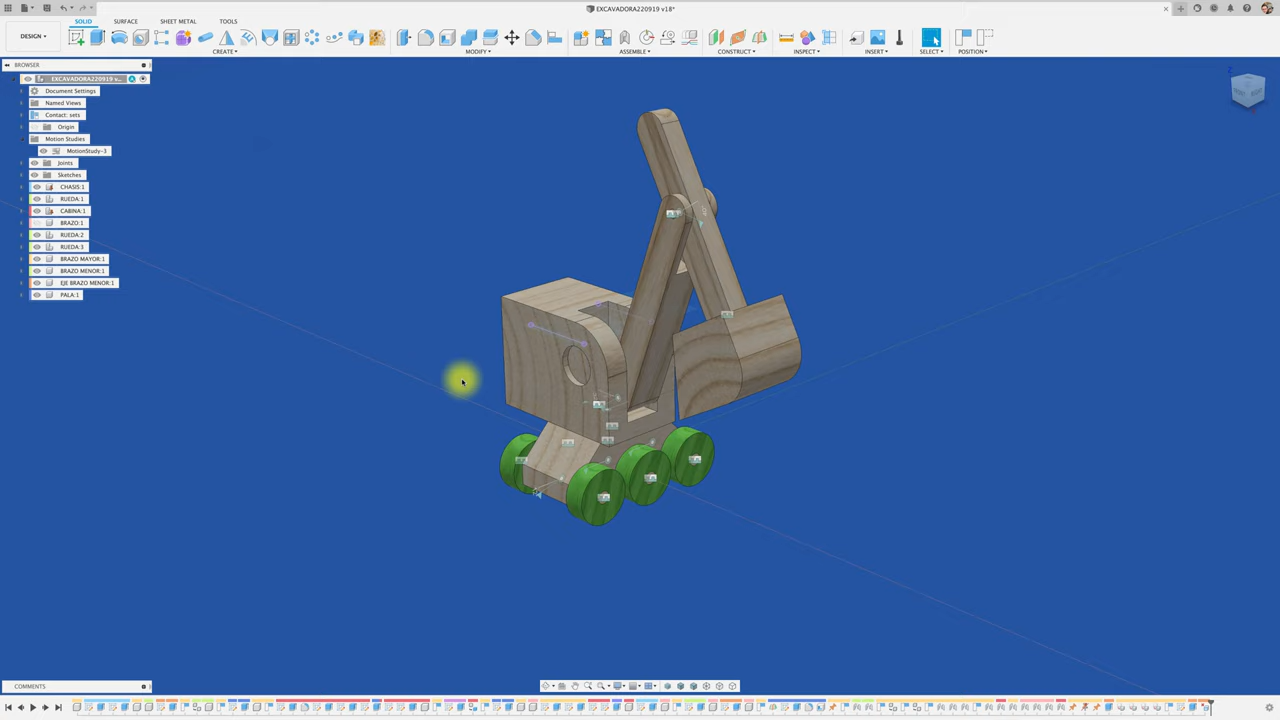 EXCAVADORA220919 v18*
DESIGN
SOLID
SURFACE
SHEET METAL
TOOLS
CREATE
MODIFY
ASSEMBLE
CONSTRUCT
INSPECT
INSERT
SELECT
POSITION
BROWSER
EXCAVADORA220919 v...
Document Settings
Named Views
Contact: sets
Origin
Motion Studies
MotionStudy-3
Joints
Sketches
CHASIS:1
RUEDA:1
CABINA:1
BRAZO:1
RUEDA:2
RUEDA:3
BRAZO MAYOR:1
BRAZO MENOR:1
EJE BRAZO MENOR:1
PALA:1
COMMENTS